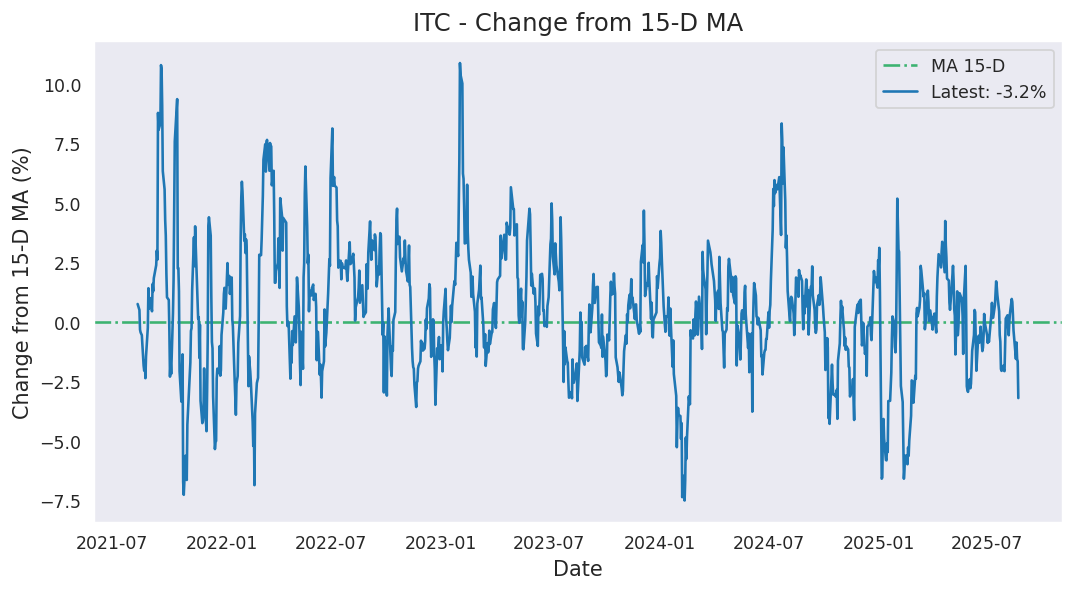 ITC - Change from 15-D MA
MA 15-D
Latest: -3.2%
Change from 15-D MA (%)
10.0
7.5
5.0
2.5
0.0
−2.5
−5.0
−7.5
2021-07 2022-01 2022-07 2023-01 2023-07 2024-01 2024-07 2025-01 2025-07
Date